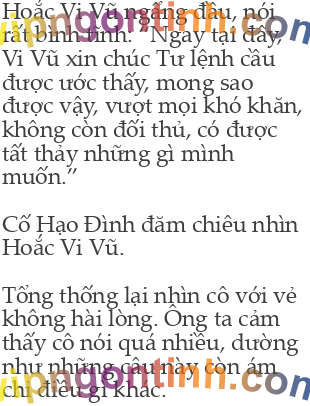 Hoắc Vi Vũ ngẩng đầu, nói
rất bình tĩnh: “Ngay tại đây,
Vi Vũ xin chúc Tư lệnh cầu
được ước thấy, mong sao
được vậy, vượt mọi khó khăn,
không còn đối thủ, có được
tất thảy những gì mình
muốn.”
Cố Hạo Đình đăm chiêu nhìn
Hoắc Vi Vũ.
Tổng thống lại nhìn cô với vẻ
không hài lòng. Ông ta cảm
thấy cô nói quá nhiều, dường
như những câu này còn ám
chỉ điều gì khác.
vipngontinh.com
vipngontinh.com